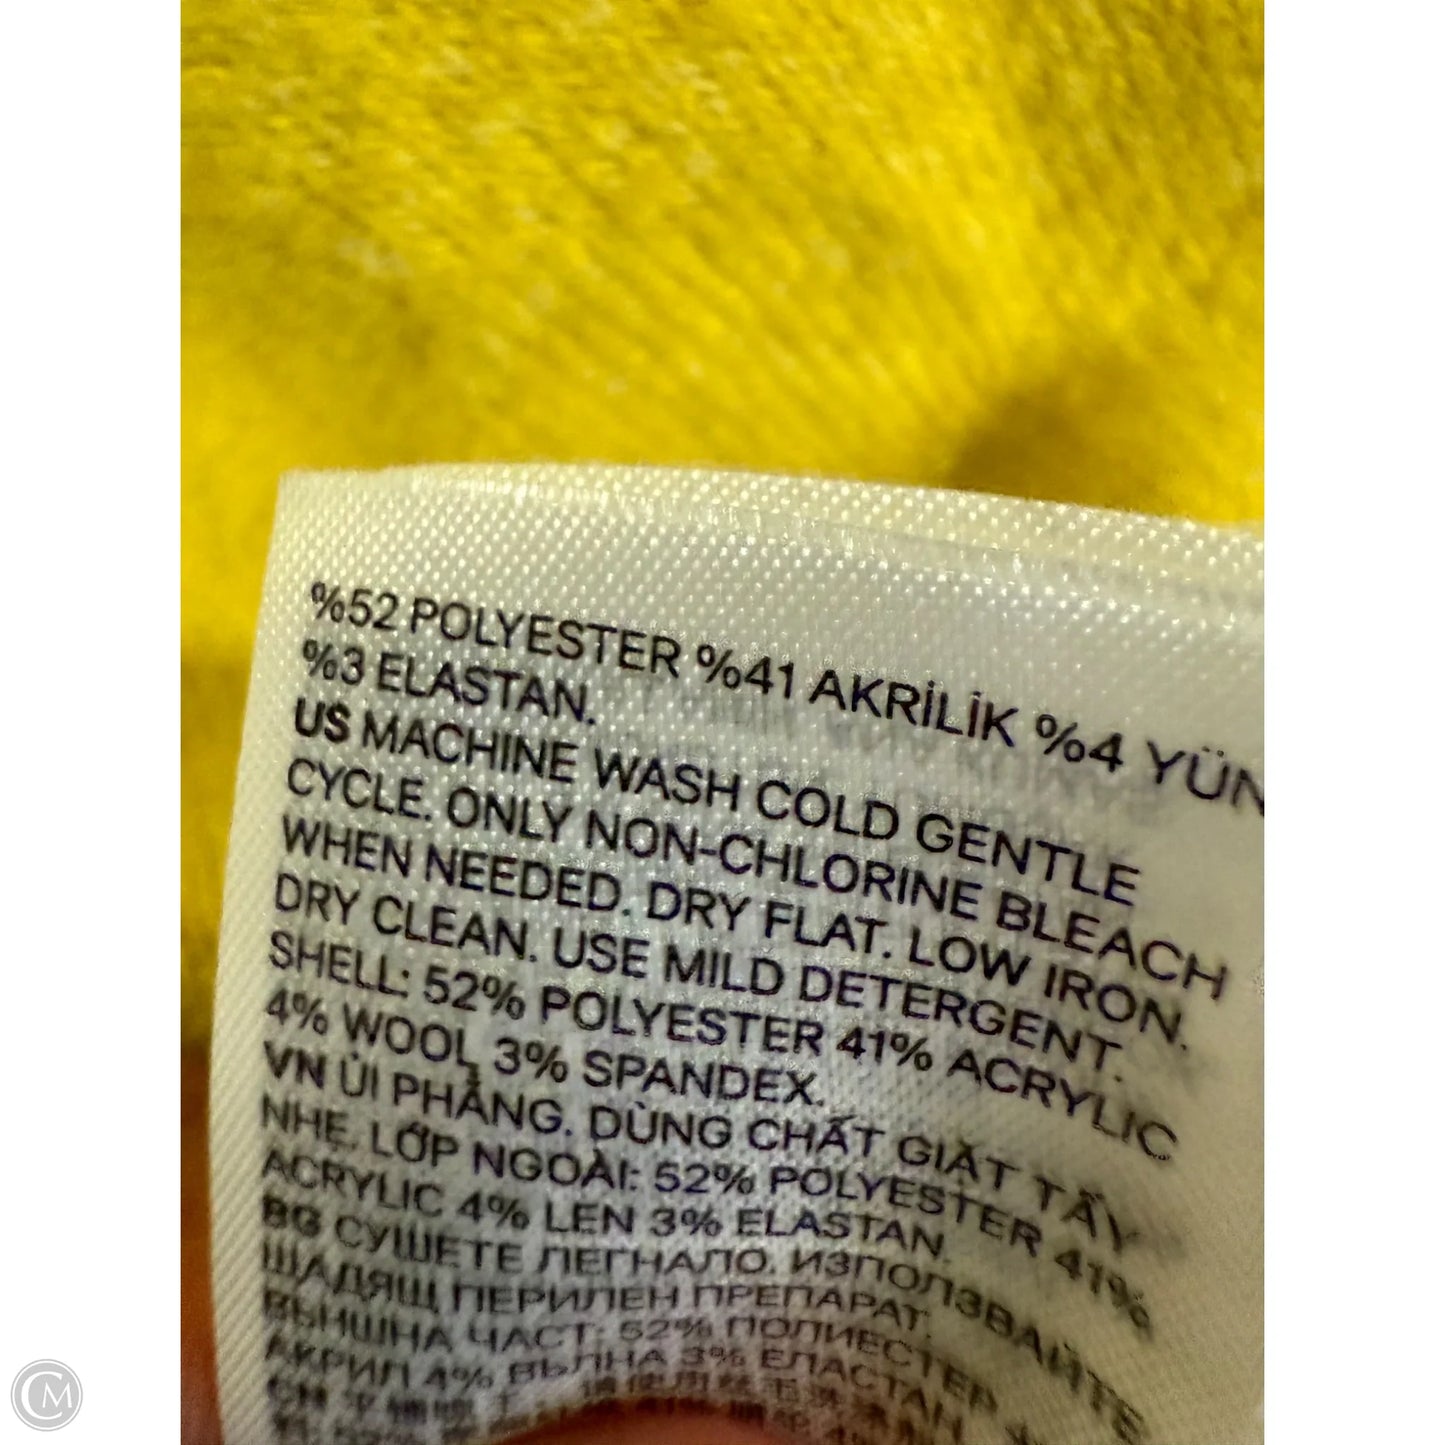 %52 POLYESTER %41 AKRİLİK %4 YÜN
%3 ELASTAN.
US MACHINE WASH COLD GENTLE
CYCLE. ONLY NON-CHLORINE BLEACH
WHEN NEEDED. DRY FLAT. LOW IRON.
DRY CLEAN. USE MILD DETERGENT.
SHELL: 52% POLYESTER 41% ACRYLIC
4% WOOL 3% SPANDEX.
VN ỦI PHẲNG. DÙNG CHẤT GIẶT TẨY
NHẸ. LỚP NGOÀI: 52% POLYESTER 41%
ACRYLIC 4% LEN 3% ELASTAN.
BG СУШЕТЕ ЛЕГНАЛО. ИЗПОЛЗВАЙТЕ
ЩАДЯЩ ПЕРИЛЕН ПРЕПАРАТ.
ВЪНШНА ЧАСТ: 52% ПОЛИЕСТЕР
АКРИЛ 4% ВЪЛНА 3% ЕЛАСТАН
CH
CM